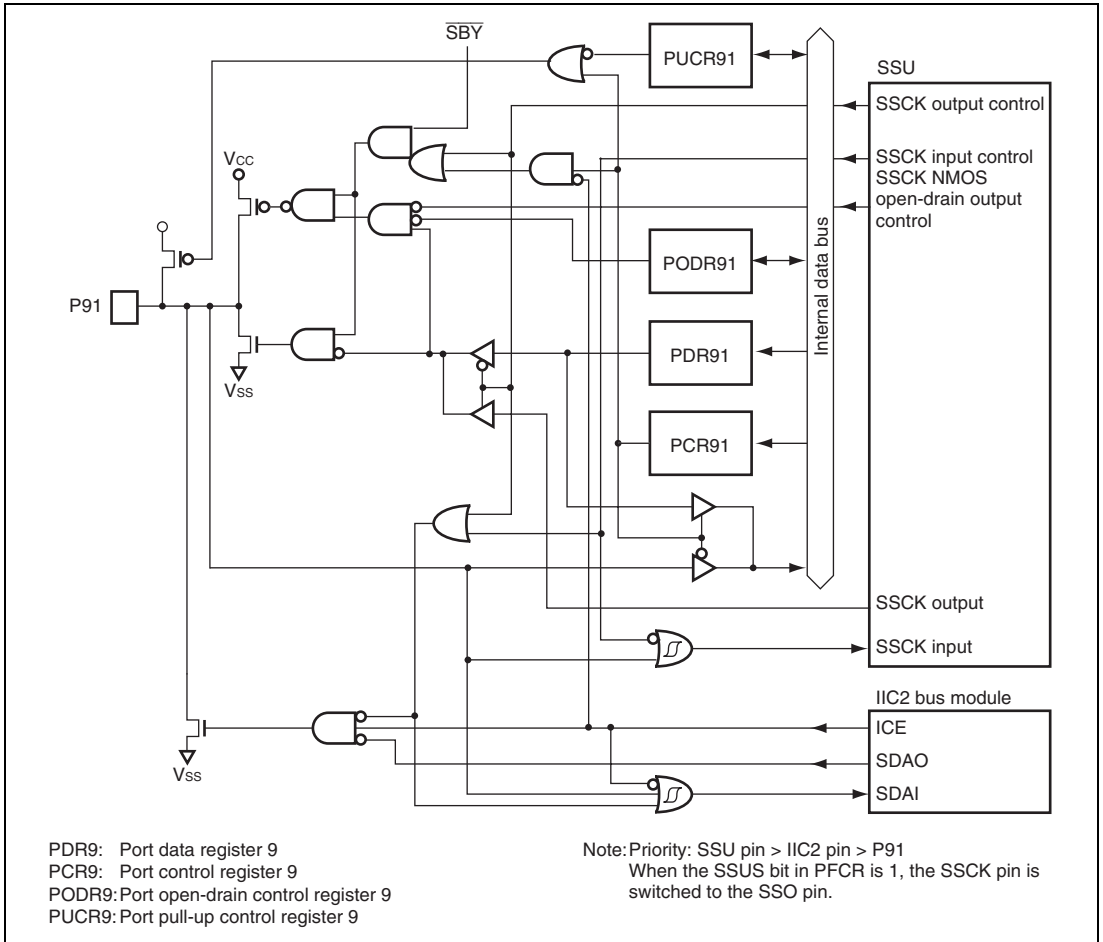 SBY
PUCR91
SSU
SSCK output control
VCC
SSCK input control
SSCK NMOS
open-drain output
control
PODR91
Internal data bus
P91
PDR91
VSS
PCR91
SSCK output
SSCK input
IIC2 bus module
ICE
SDAO
VSS
SDAI
PDR9: Port data register 9
PCR9: Port control register 9
PODR9: Port open-drain control register 9
PUCR9: Port pull-up control register 9
Note: Priority: SSU pin > IIC2 pin > P91
When the SSUS bit in PFCR is 1, the SSCK pin is
switched to the SSO pin.